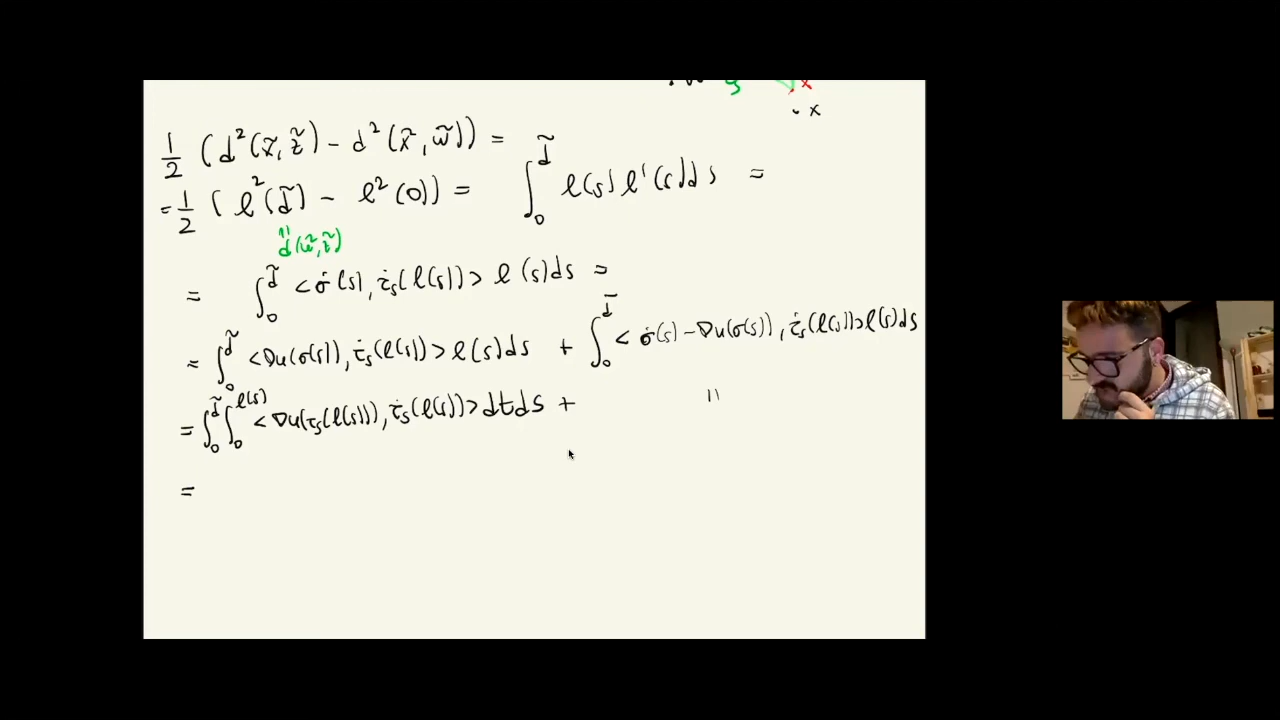 · x
1/2 (d²(x̃, z̃) - d²(x̃, w̃)) =
= 1/2 (l²(d̃) - l²(0)) = ∫₀^d̃ l(s) l'(s) ds =
" d(w̃, z̃)
= ∫₀^d̃ <σ̇(s), τ̇ₛ(l(s))> l(s) ds =
= ∫₀^d̃ <∇u(σ(s)), τ̇ₛ(l(s))> l(s) ds + ∫₀^d̃ <σ̇(s) - ∇u(σ(s)), τ̇ₛ(l(s))> l(s) ds
= ∫₀^d̃ ∫₀^l(s) <∇u(τₛ(l(s))), τ̇ₛ(l(s))> dt ds + "
=